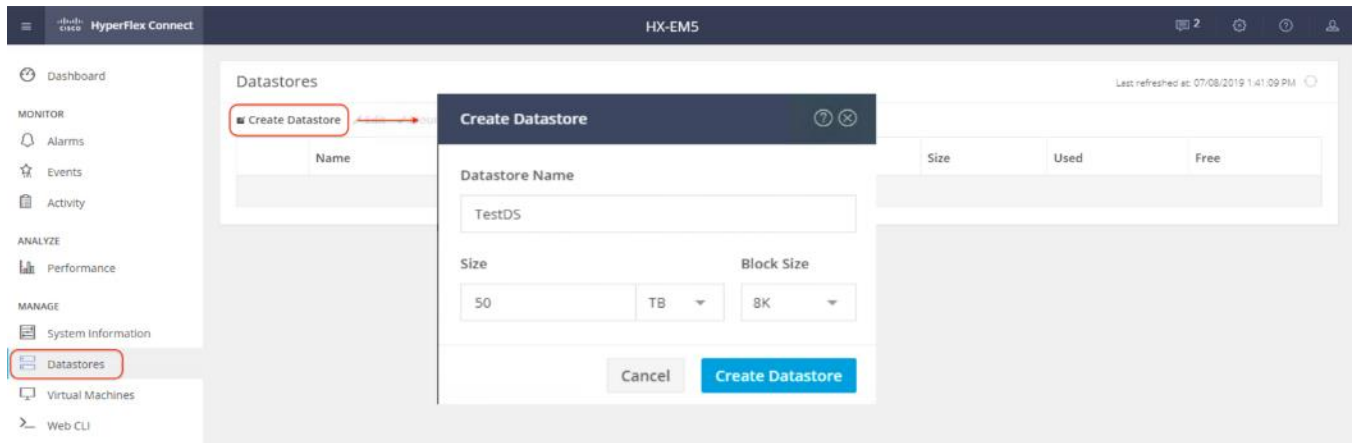 cisco HyperFlex Connect
HX-EM5
2
Dashboard
MONITOR
Alarms
Events
Activity
ANALYZE
Performance
MANAGE
System Information
Datastores
Virtual Machines
Web CLI
Datastores
Last refreshed at: 07/08/2019 1:41:09 PM
Create Datastore
Name
Size
Used
Free
Create Datastore
Datastore Name
TestDS
Size
Block Size
50
TB
8K
Cancel
Create Datastore